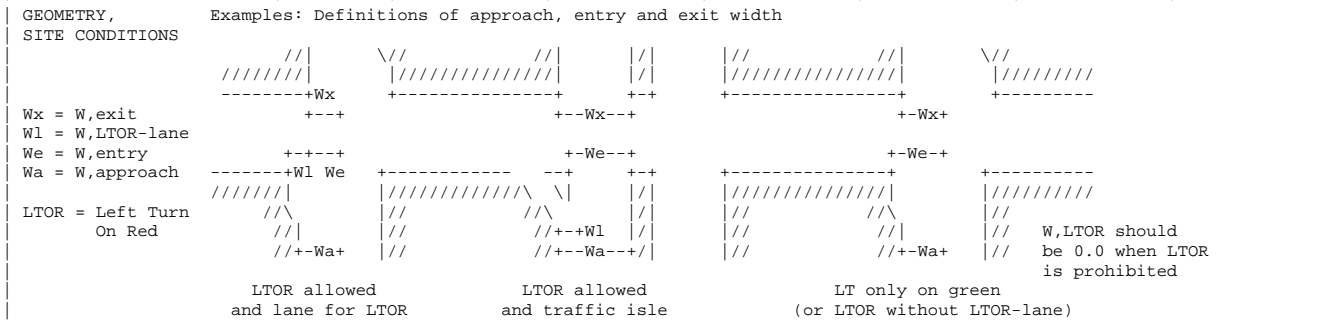 | GEOMETRY,         Examples: Definitions of approach, entry and exit width
| SITE CONDITIONS
|                          //|       \//             //|       |/|       |//             //|        \//
|                    ////////|        |///////////////|       |/|       |////////////////|         |/////////
|                    --------+Wx      +---------------+       +-+       +----------------+         +---------
| Wx = W,exit                +--+                     +--Wx--+                          +-Wx+
| Wl = W,LTOR-lane
| We = W,entry             +-+--+                      +-We--+                         +-We-+
| Wa = W,approach   -------+Wl We   +------------   --+     +-+       +---------------+         +----------
|                   ///////|        |/////////////\  \|     |/|       |///////////////|         |//////////
| LTOR = Left Turn       //\        |//           //\       |/|       |//           //\         |//
|        On Red           //|       |//            //+-+Wl  |/|       |//            //|        |//   W,LTOR should
|                         //+-Wa+   |//            //+--Wa--+/|       |//            //+-Wa+    |//   be 0.0 when LTOR
|                                                                                                     is prohibited
|                       LTOR allowed              LTOR allowed                  LT only on green
|                     and lane for LTOR         and traffic isle            (or LTOR without LTOR-lane)